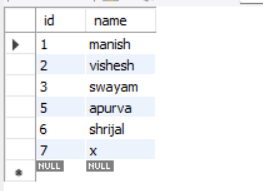 id name
1 manish
2 vishesh
3 swayam
5 apurva
6 shrijal
7 x
NULL NULL